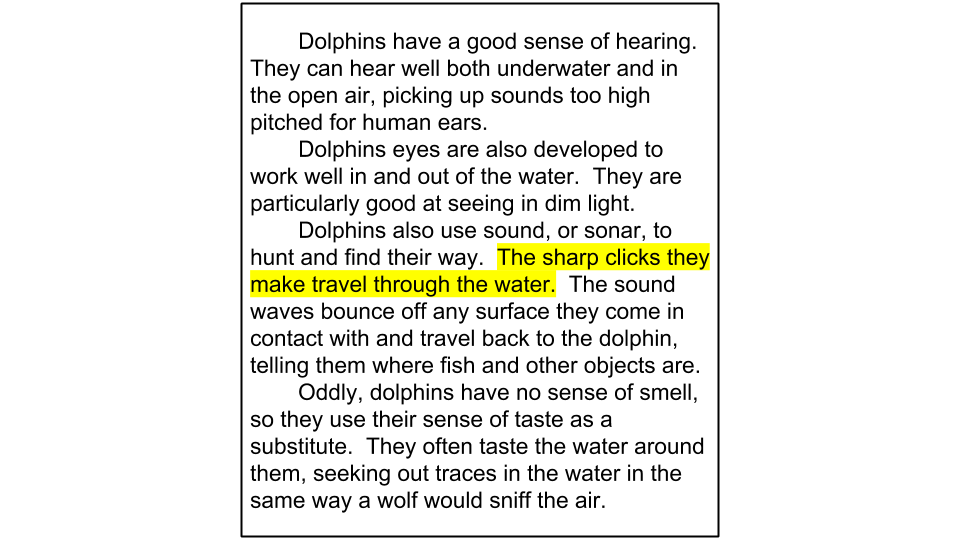 Dolphins have a good sense of hearing.
They can hear well both underwater and in
the open air, picking up sounds too high
pitched for human ears.
Dolphins eyes are also developed to
work well in and out of the water.  They are
particularly good at seeing in dim light.
Dolphins also use sound, or sonar, to
hunt and find their way.  The sharp clicks they
make travel through the water.  The sound
waves bounce off any surface they come in
contact with and travel back to the dolphin,
telling them where fish and other objects are.
Oddly, dolphins have no sense of smell,
so they use their sense of taste as a
substitute.  They often taste the water around
them, seeking out traces in the water in the
same way a wolf would sniff the air.